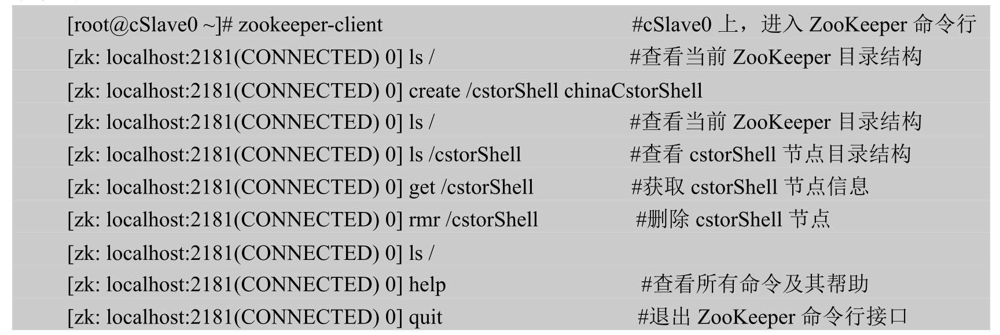 [root@cSlave0 ~]# zookeeper-client #cSlave0 上，进入 ZooKeeper 命令行
[zk: localhost:2181(CONNECTED) 0] ls / #查看当前 ZooKeeper 目录结构
[zk: localhost:2181(CONNECTED) 0] create /cstorShell chinaCstorShell
[zk: localhost:2181(CONNECTED) 0] ls / #查看当前 ZooKeeper 目录结构
[zk: localhost:2181(CONNECTED) 0] ls /cstorShell #查看 cstorShell 节点目录结构
[zk: localhost:2181(CONNECTED) 0] get /cstorShell #获取 cstorShell 节点信息
[zk: localhost:2181(CONNECTED) 0] rmr /cstorShell #删除 cstorShell 节点
[zk: localhost:2181(CONNECTED) 0] ls /
[zk: localhost:2181(CONNECTED) 0] help #查看所有命令及其帮助
[zk: localhost:2181(CONNECTED) 0] quit #退出 ZooKeeper 命令行接口